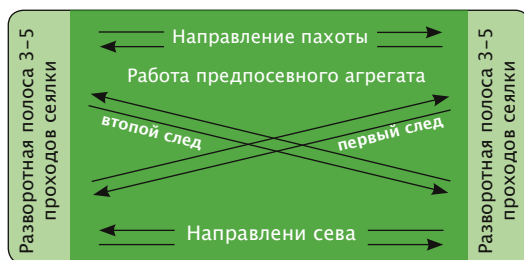 Разворотная полоса 3–5
проходов сеялки
Направление пахоты
Работа предпосевного агрегата
второй след
первый след
Направлени сева
Разворотная полоса 3–5
проходов сеялки